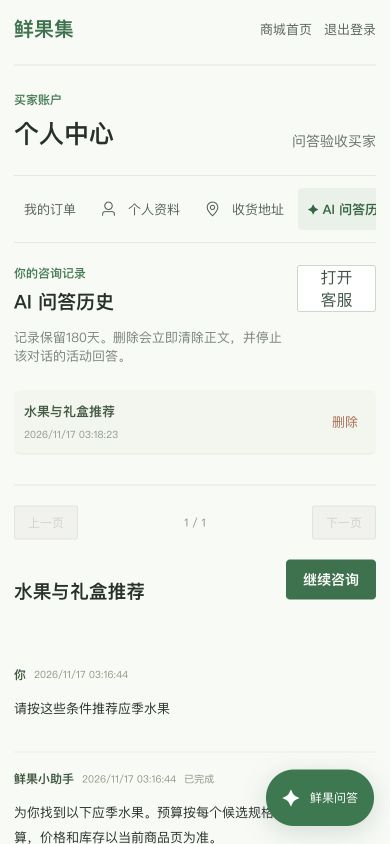 鲜果集
商城首页 退出登录
买家账户
个人中心
问答验收买家
我的订单 个人资料 收货地址 AI 问答历
你的咨询记录
AI 问答历史
打开
客服
记录保留180天。删除会立即清除正文，并停止
该对话的活动回答。
水果与礼盒推荐
2026/11/17 03:18:23
删除
上一页 1 / 1 下一页
水果与礼盒推荐
继续咨询
你 2026/11/17 03:16:44
请按这些条件推荐应季水果
鲜果小助手 2026/11/17 03:16:44 已完成
为你找到以下应季水果。预算按每个候选规格
算，价格和库存以当前商品页为准。
鲜果问答